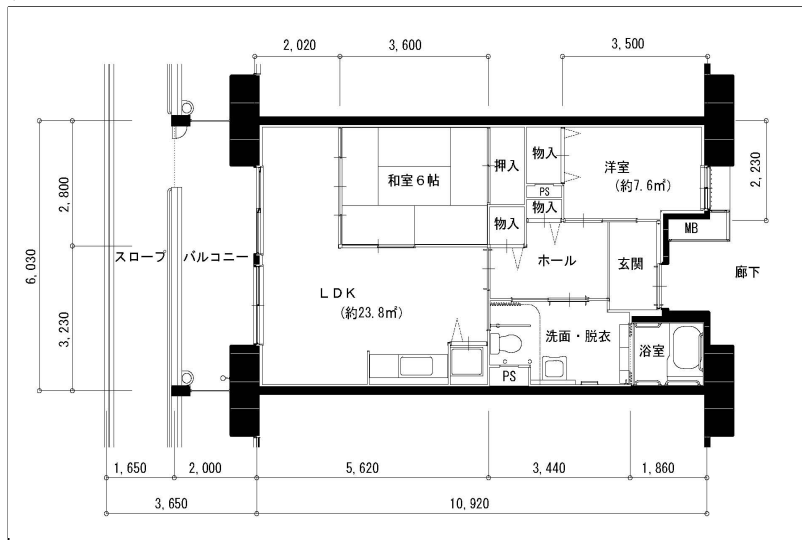 2,020
3,600
3,500
2,230
6,030
2,800
3,230
和室6帖
押入
物入
PS
物入
物入
洋室
(約7.6㎡)
MB
スロープ
バルコニー
LDK
(約23.8㎡)
ホール
玄関
廊下
洗面・脱衣
浴室
PS
1,650
2,000
5,620
3,440
1,860
3,650
10,920